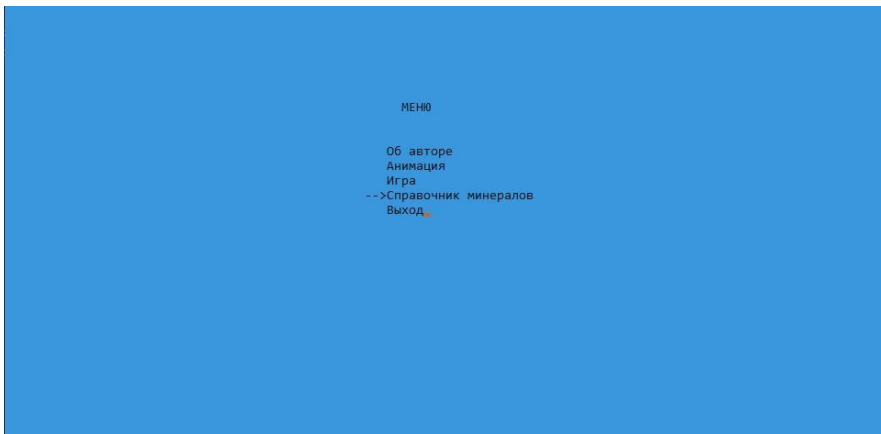 МЕНЮ
Об авторе
Анимация
Игра
-->Справочник минералов
Выход